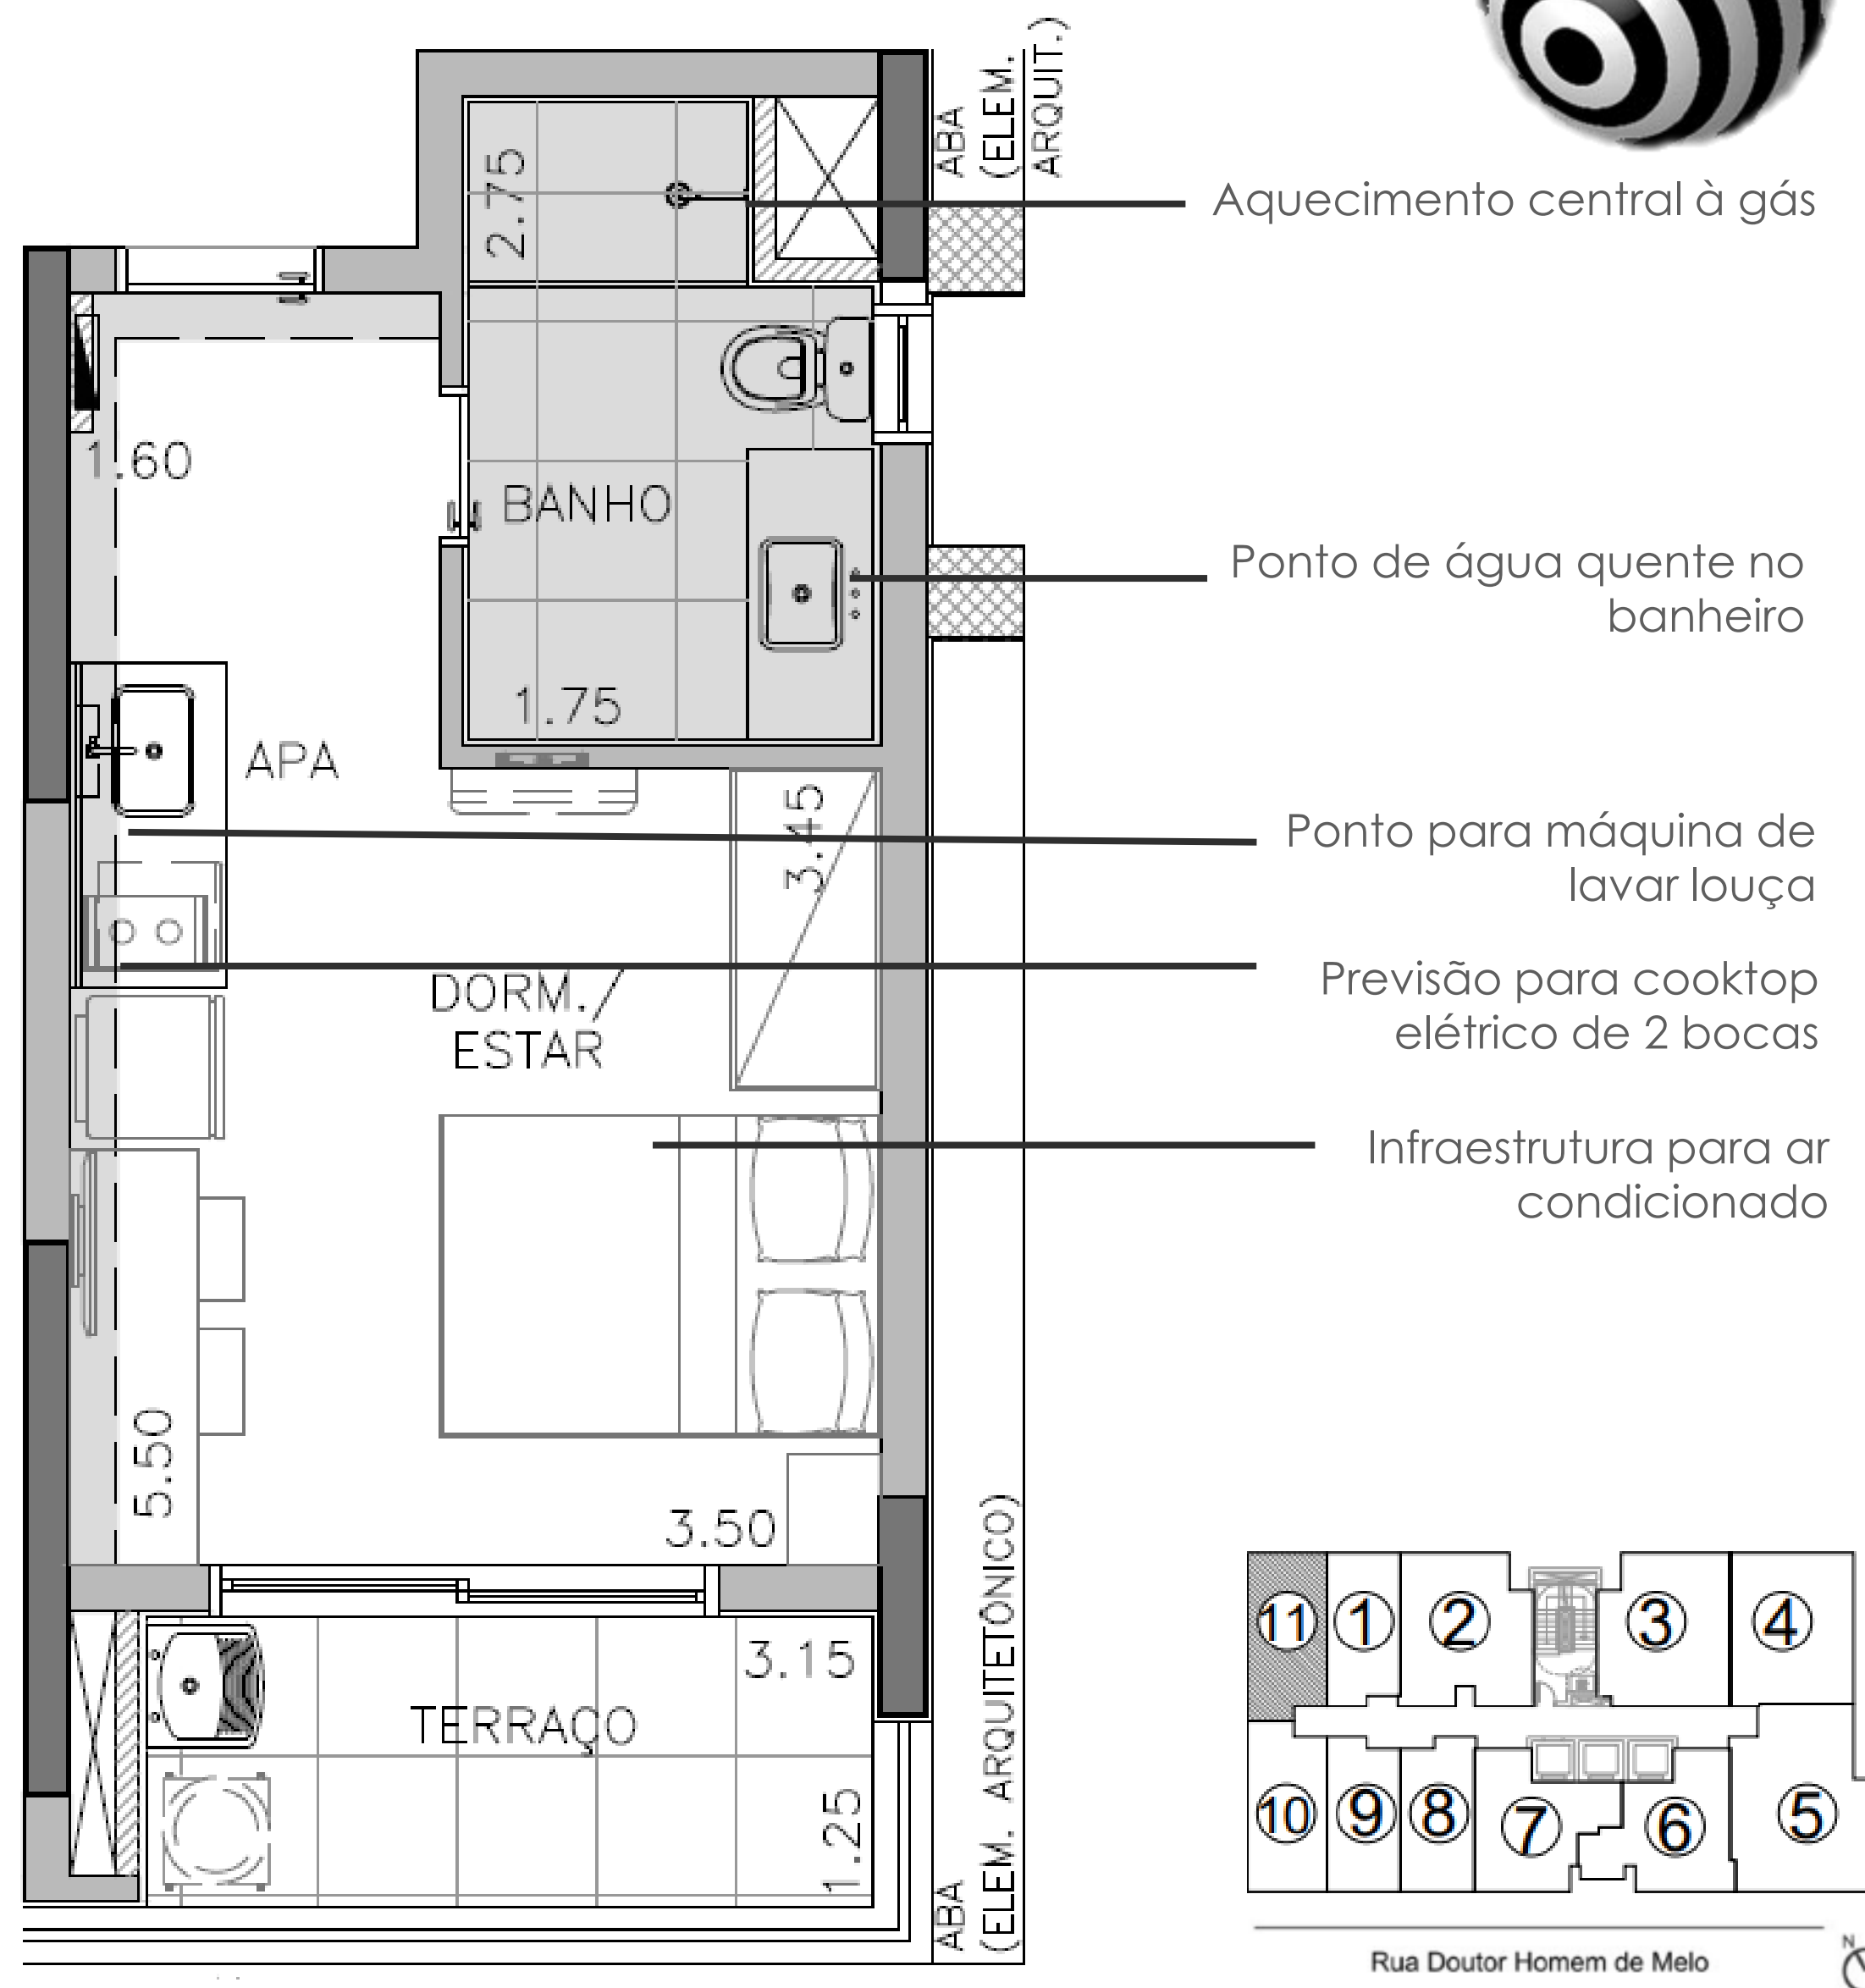 ABA
(ELEM.
ARQUIT.)
2.75
Aquecimento central à gás
1.60
BANHO
Ponto de água quente no
banheiro
1.75
APA
3.45
Ponto para máquina de
lavar louça
DORM./
ESTAR
Previsão para cooktop
elétrico de 2 bocas
Infraestrutura para ar
condicionado
5.50
3.50
3.15
TERRAÇO
1.25
ABA
(ELEM. ARQUITETÔNICO)
11 1 2 3 4
10 9 8 7 6 5
Rua Doutor Homem de Melo
N